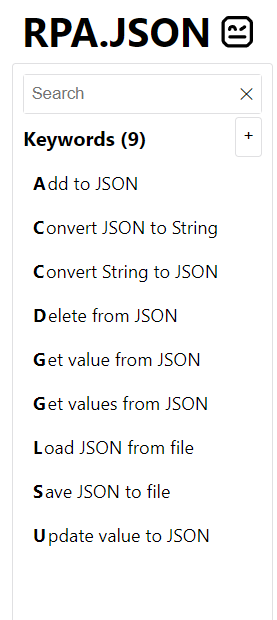 RPA.JSON
Search
Keywords (9)
+
Add to JSON
Convert JSON to String
Convert String to JSON
Delete from JSON
Get value from JSON
Get values from JSON
Load JSON from file
Save JSON to file
Update value to JSON